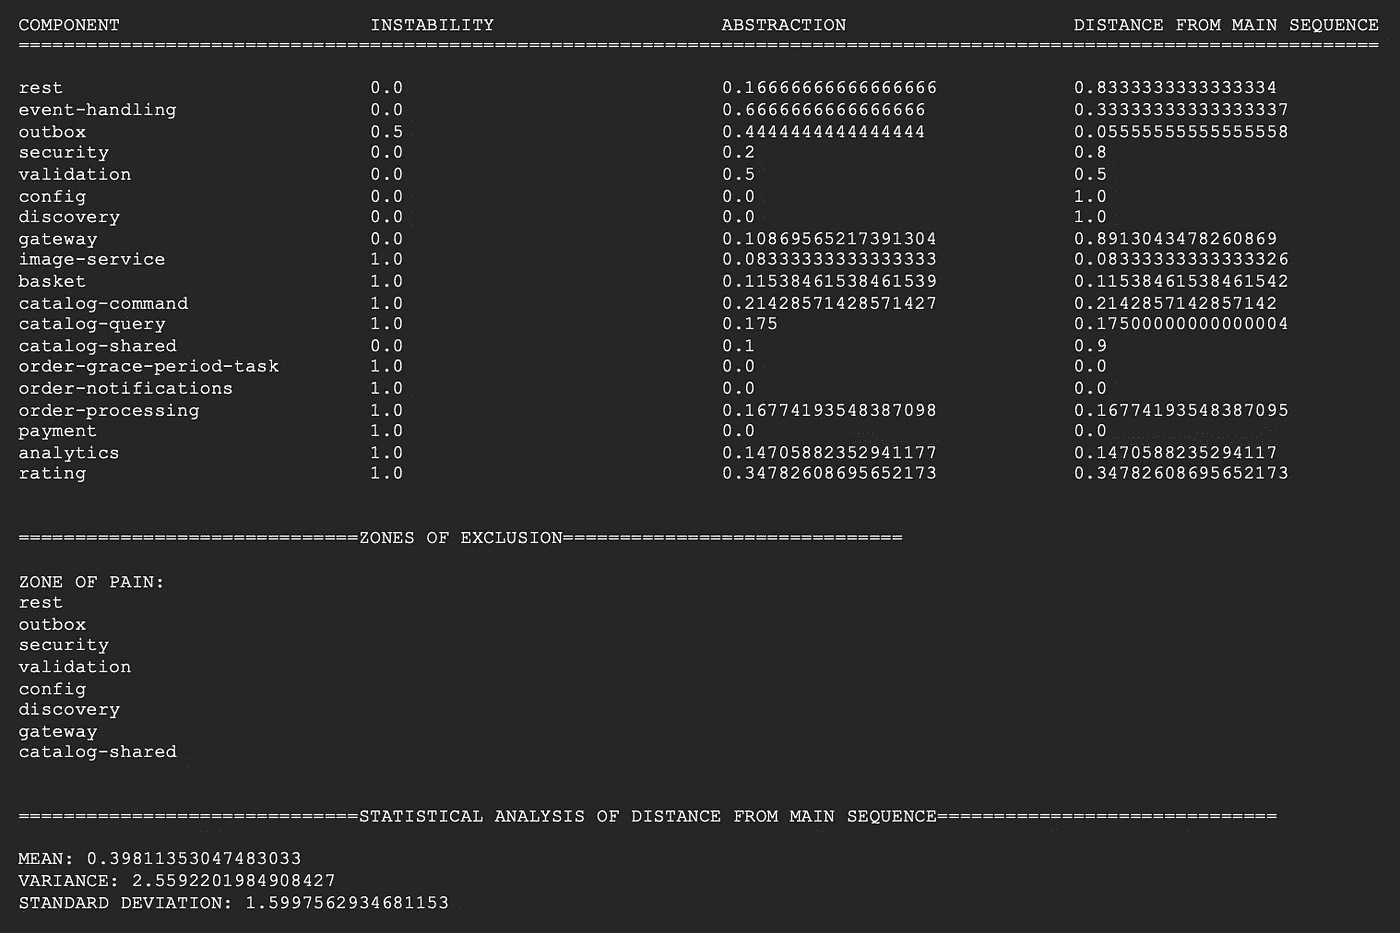 COMPONENT INSTABILITY ABSTRACTION DISTANCE FROM MAIN SEQUENCE
=========================================================================================================================
rest 0.0 0.16666666666666666 0.8333333333333334
event-handling 0.0 0.6666666666666666 0.33333333333333337
outbox 0.5 0.4444444444444444 0.05555555555555558
security 0.0 0.2 0.8
validation 0.0 0.5 0.5
config 0.0 0.0 1.0
discovery 0.0 0.0 1.0
gateway 0.0 0.10869565217391304 0.8913043478260869
image-service 1.0 0.08333333333333333 0.08333333333333326
basket 1.0 0.11538461538461539 0.11538461538461542
catalog-command 1.0 0.21428571428571427 0.2142857142857142
catalog-query 1.0 0.175 0.17500000000000004
catalog-shared 0.0 0.1 0.9
order-grace-period-task 1.0 0.0 0.0
order-notifications 1.0 0.0 0.0
order-processing 1.0 0.16774193548387098 0.16774193548387095
payment 1.0 0.0 0.0
analytics 1.0 0.14705882352941177 0.1470588235294117
rating 1.0 0.34782608695652173 0.34782608695652173
==============================ZONES OF EXCLUSION==============================
ZONE OF PAIN:
rest
outbox
security
validation
config
discovery
gateway
catalog-shared
==============================STATISTICAL ANALYSIS OF DISTANCE FROM MAIN SEQUENCE==============================
MEAN: 0.39811353047483033
VARIANCE: 2.5592201984908427
STANDARD DEVIATION: 1.5997562934681153